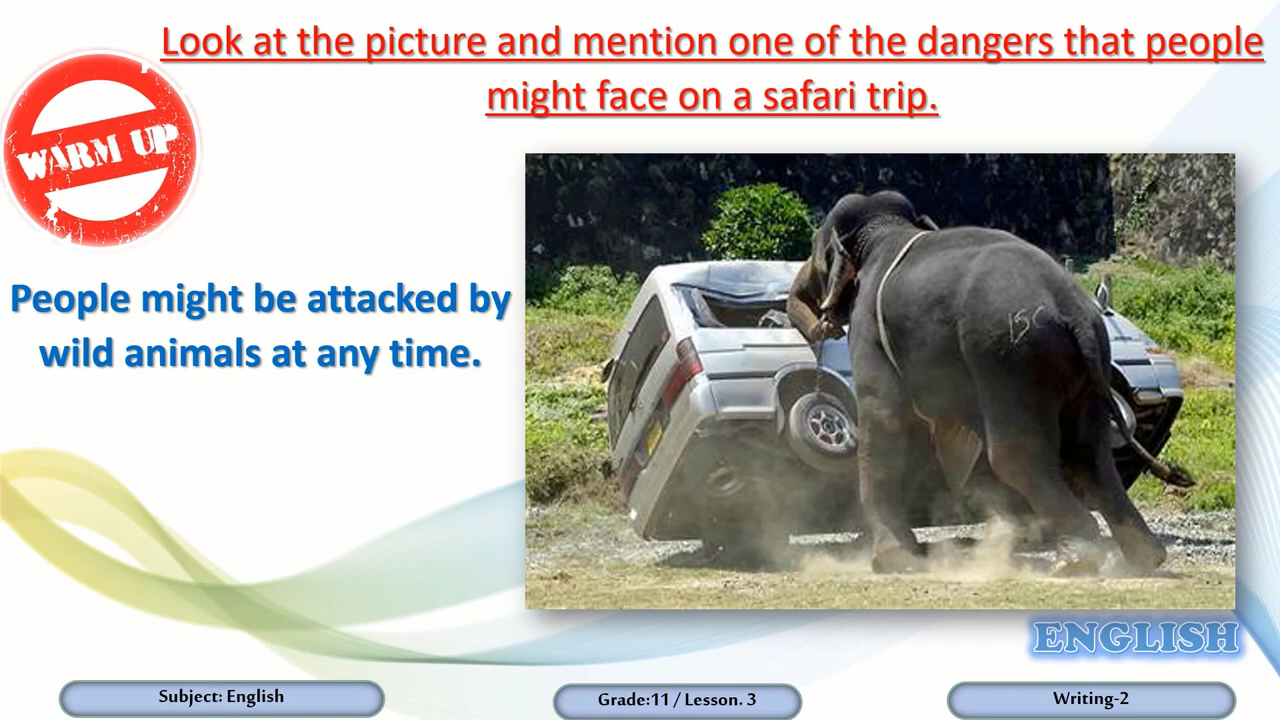 Look at the picture and mention one of the dangers that people
might face on a safari trip.
WARM UP
People might be attacked by
wild animals at any time.
150
ENGLISH
Subject: English
Grade:11 / Lesson. 3
Writing-2